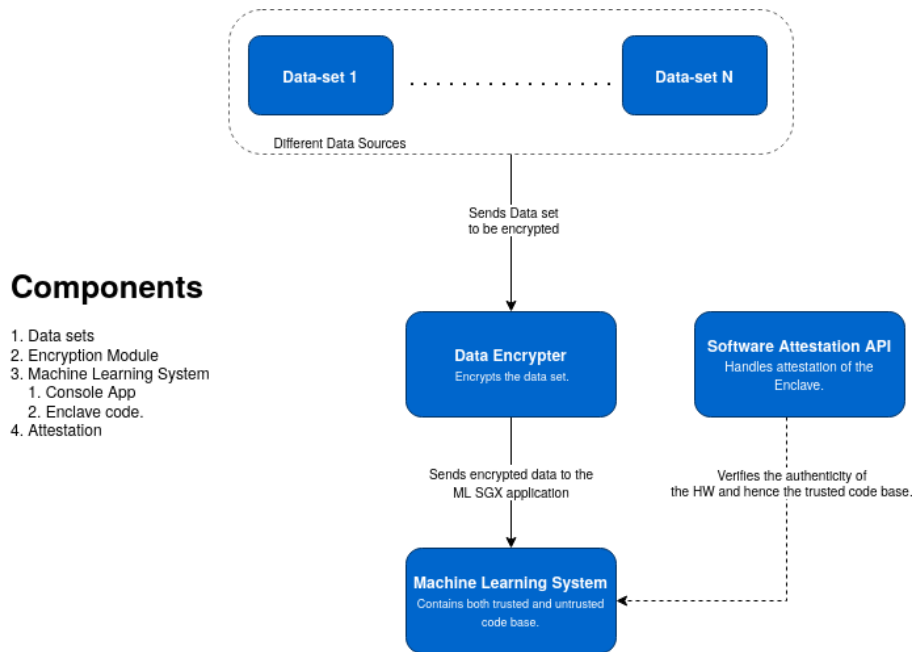 Data-set 1
. . . . . . . . . . . . . . .
Data-set N
Different Data Sources
Sends Data set
to be encrypted
Components
1. Data sets
2. Encryption Module
3. Machine Learning System
1. Console App
2. Enclave code.
4. Attestation
Data Encrypter
Encrypts the data set.
Software Attestation API
Handles attestation of the
Enclave.
Sends encrypted data to the
ML SGX application
Verifies the authenticity of
the HW and hence the trusted code base.
Machine Learning System
Contains both trusted and untrusted
code base.